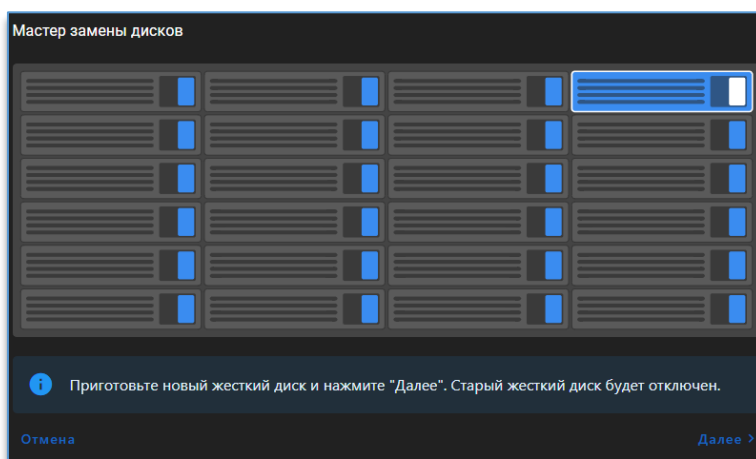 Мастер замены дисков
Приготовьте новый жесткий диск и нажмите "Далее". Старый жесткий диск будет отключен.
Отмена
Далее